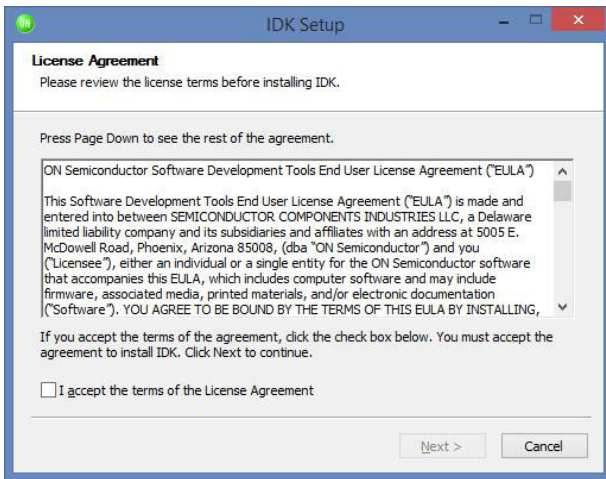 ON
IDK Setup
License Agreement
Please review the license terms before installing IDK.
Press Page Down to see the rest of the agreement.
ON Semiconductor Software Development Tools End User License Agreement ("EULA")
This Software Development Tools End User License Agreement ("EULA") is made and
entered into between SEMICONDUCTOR COMPONENTS INDUSTRIES LLC, a Delaware
limited liability company and its subsidiaries and affiliates with an address at 5005 E.
McDowell Road, Phoenix, Arizona 85008, (dba "ON Semiconductor") and you
("Licensee"), either an individual or a single entity for the ON Semiconductor software
that accompanies this EULA, which includes computer software and may include
firmware, associated media, printed materials, and/or electronic documentation
("Software"). YOU AGREE TO BE BOUND BY THE TERMS OF THIS EULA BY INSTALLING,
If you accept the terms of the agreement, click the check box below. You must accept the
agreement to install IDK. Click Next to continue.
I accept the terms of the License Agreement
Next >
Cancel